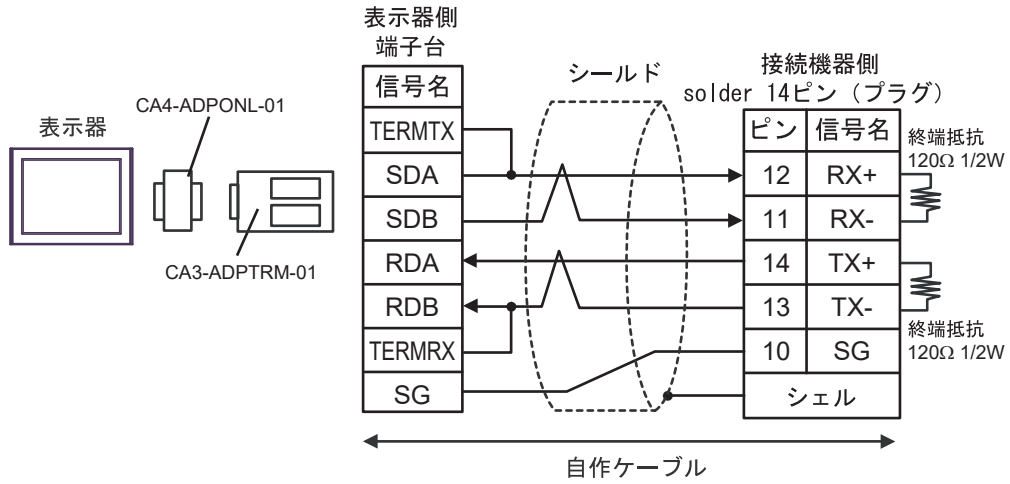 表示器
CA4-ADPONL-01
CA3-ADPTRM-01
表示器側
端子台
信号名
TERMTX
SDA
SDB
RDA
RDB
TERMRX
SG
シールド
接続機器側
solder 14ピン（プラグ）
ピン 信号名
12 RX+
11 RX-
14 TX+
13 TX-
10 SG
シェル
終端抵抗
120Ω 1/2W
終端抵抗
120Ω 1/2W
自作ケーブル